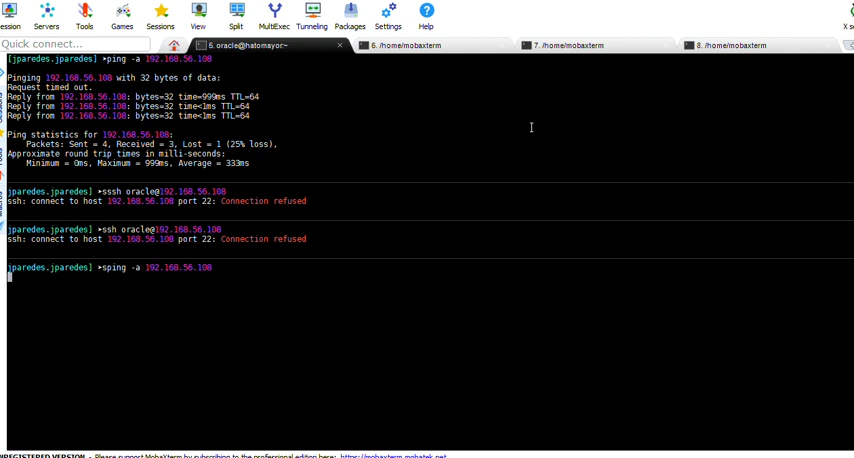 ession Servers Tools Games Sessions View Split MultiExec Tunneling Packages Settings Help X se
Quick connect...
5. oracle@hatomayor:~
6. /home/mobaxterm
7. /home/mobaxterm
8. /home/mobaxterm
[jparedes.jparedes] ➤ping -a 192.168.56.108
Pinging 192.168.56.108 with 32 bytes of data:
Request timed out.
Reply from 192.168.56.108: bytes=32 time=999ms TTL=64
Reply from 192.168.56.108: bytes=32 time<1ms TTL=64
Reply from 192.168.56.108: bytes=32 time<1ms TTL=64
Ping statistics for 192.168.56.108:
Packets: Sent = 4, Received = 3, Lost = 1 (25% loss),
Approximate round trip times in milli-seconds:
Minimum = 0ms, Maximum = 999ms, Average = 333ms
jparedes.jparedes] ➤sssh oracle@192.168.56.108
ssh: connect to host 192.168.56.108 port 22: Connection refused
jparedes.jparedes] ➤ssh oracle@192.168.56.108
ssh: connect to host 192.168.56.108 port 22: Connection refused
jparedes.jparedes] ➤sping -a 192.168.56.108
NREGISTERED VERSION - Please support MobaXterm by subscribing to the professional edition here: https://mobaxterm.mobatek.net